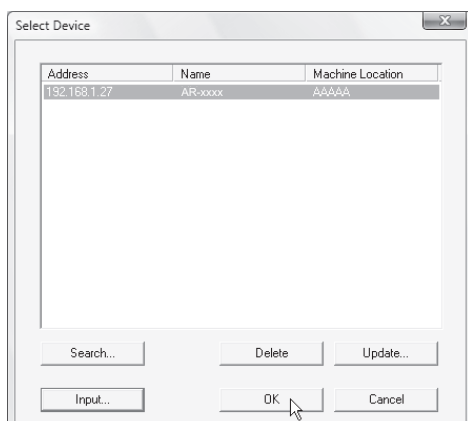 Select Device
Address Name Machine Location
192.168.1.27 AR-xxxx AAAAA
Search... Delete Update...
Input... OK Cancel